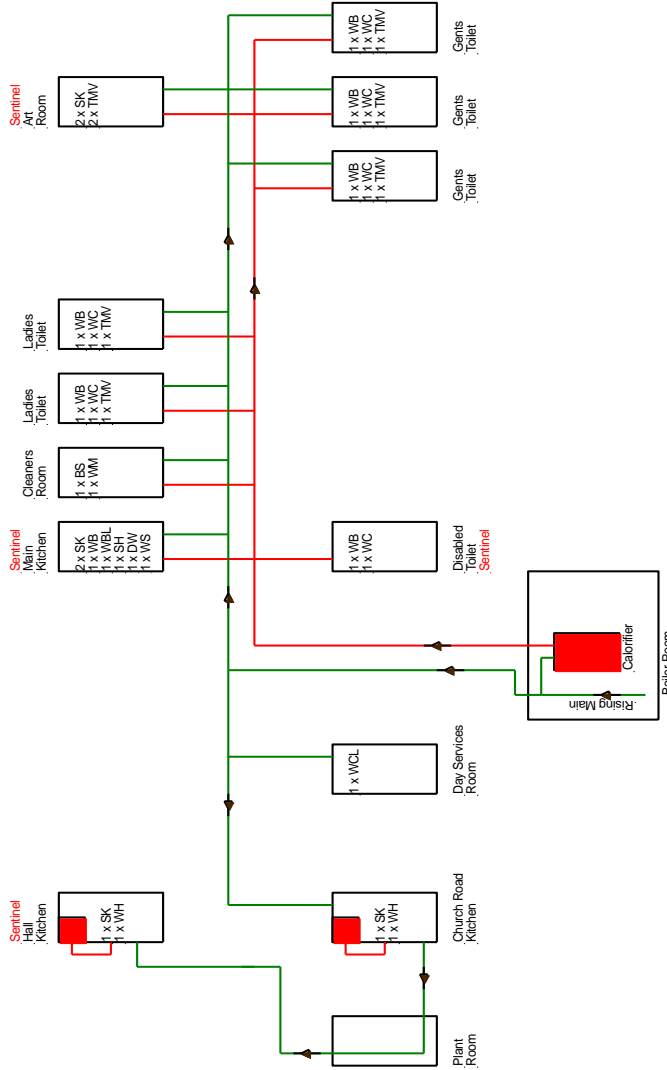 Sentinel
Hall
Kitchen
1 x SK
1 x WH
Sentinel
Main
Kitchen
2 x SK
1 x WB
1 x WBL
1 x SH
1 x DW
1 x WS
Cleaners
Room
1 x BS
1 x WM
Ladies
Toilet
1 x WB
1 x WC
1 x TMV
Ladies
Toilet
1 x WB
1 x WC
1 x TMV
Sentinel
Art
Room
2 x SK
2 x TMV
Plant
Room
1 x SK
1 x WH
Church Road
Kitchen
1 x WCL
Day Services
Room
1 x WB
1 x WC
Disabled
Toilet
Sentinel
1 x WB
1 x WC
1 x TMV
Gents
Toilet
1 x WB
1 x WC
1 x TMV
Gents
Toilet
1 x WB
1 x WC
1 x TMV
Gents
Toilet
Rising Main
Calorifier
Boiler Room